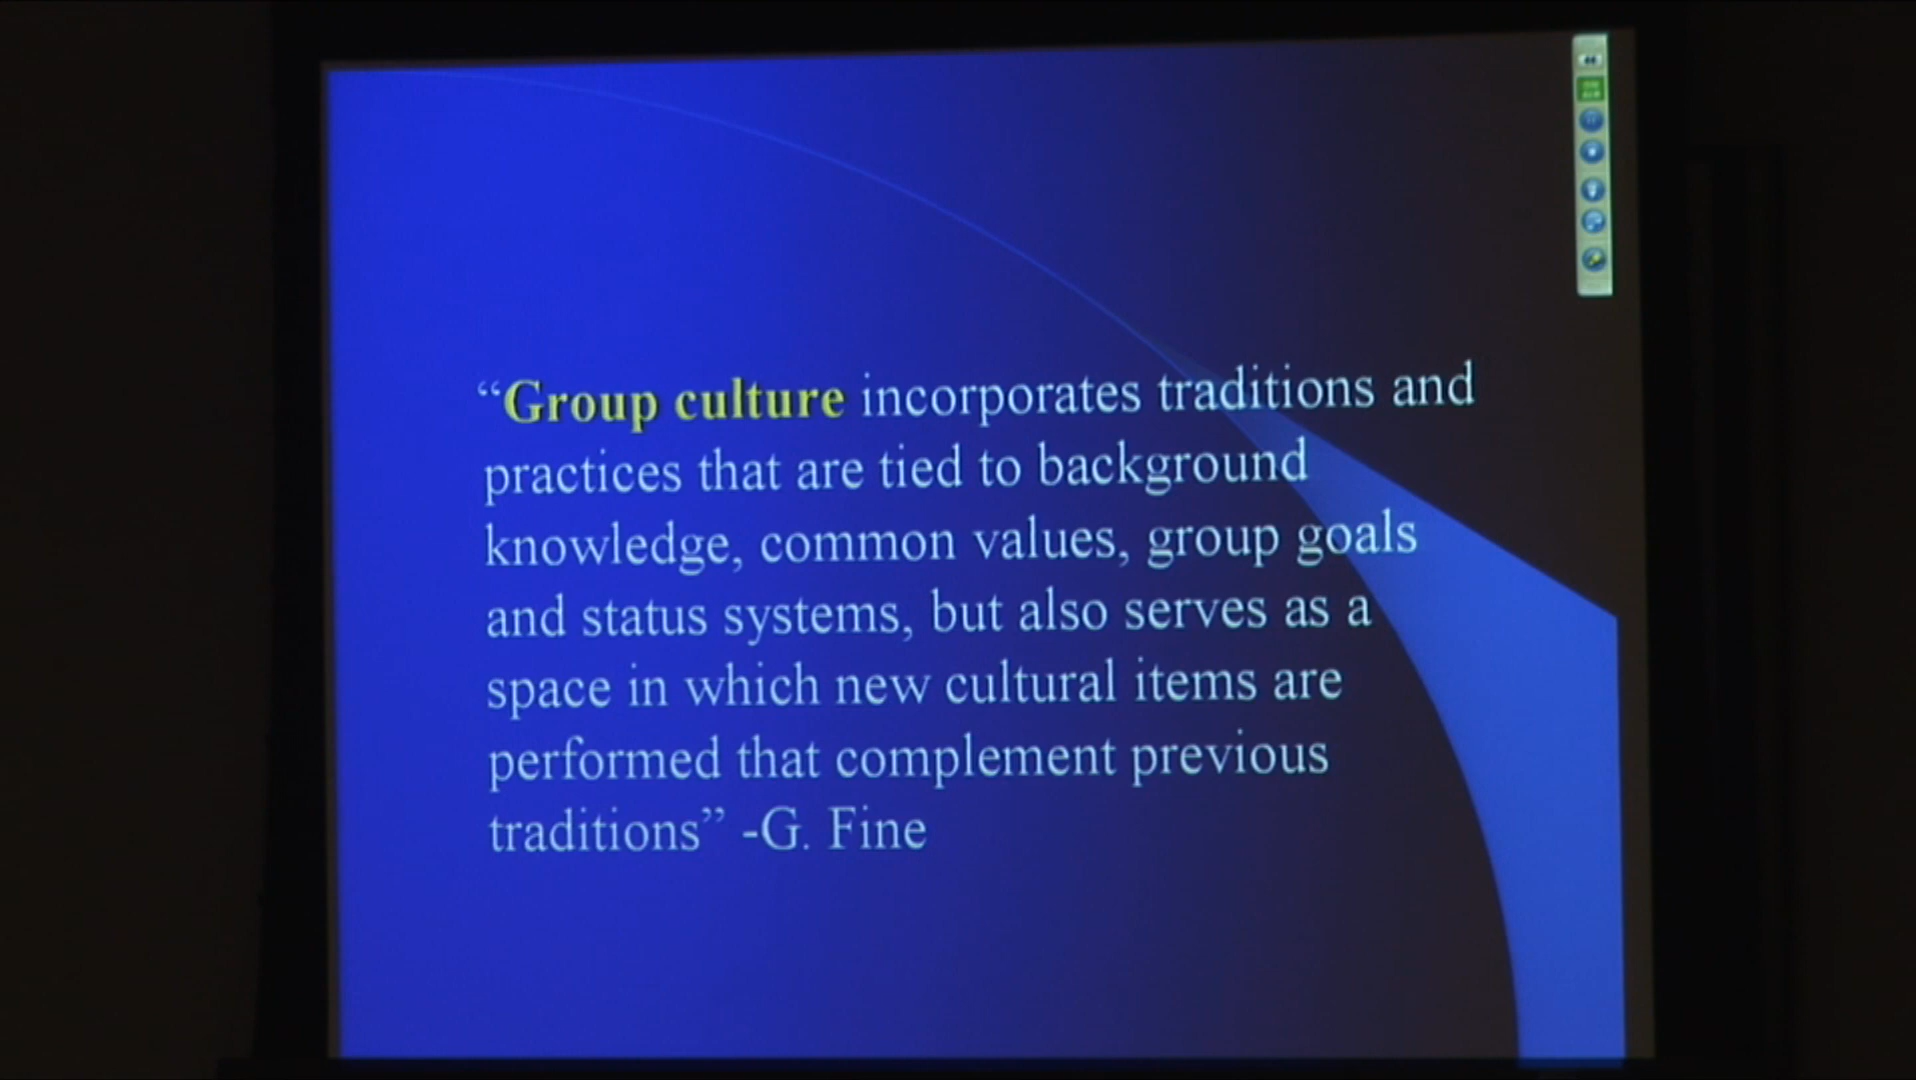 “Group culture incorporates traditions and
practices that are tied to background
knowledge, common values, group goals
and status systems, but also serves as a
space in which new cultural items are
performed that complement previous
traditions” -G. Fine